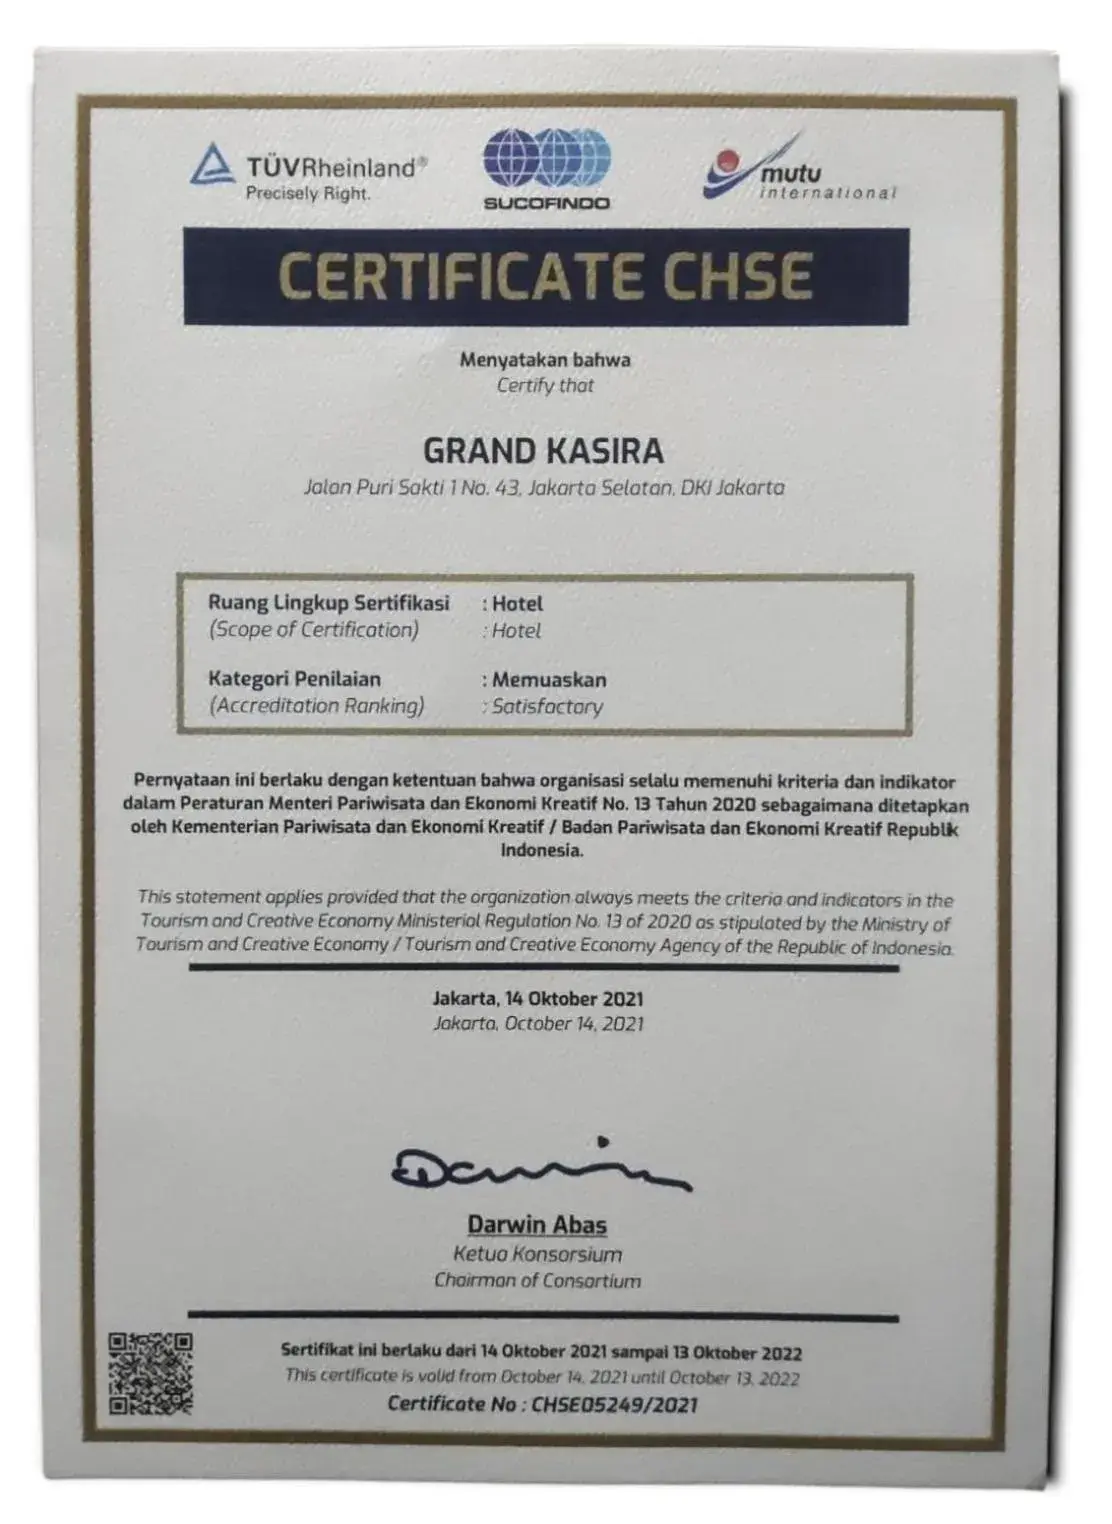 TÜVRheinland®
Precisely Right.
SUCOFINDO
mutu
international
CERTIFICATE CHSE
Menyatakan bahwa
Certify that
GRAND KASIRA
Jalan Puri Sakti 1 No. 43, Jakarta Selatan, DKI Jakarta
Ruang Lingkup Sertifikasi : Hotel
(Scope of Certification) : Hotel
Kategori Penilaian : Memuaskan
(Accreditation Ranking) : Satisfactory
Pernyataan ini berlaku dengan ketentuan bahwa organisasi selalu memenuhi kriteria dan indikator
dalam Peraturan Menteri Pariwisata dan Ekonomi Kreatif No. 13 Tahun 2020 sebagaimana ditetapkan
oleh Kementerian Pariwisata dan Ekonomi Kreatif / Badan Pariwisata dan Ekonomi Kreatif Republik
Indonesia.
This statement applies provided that the organization always meets the criteria and indicators in the
Tourism and Creative Economy Ministerial Regulation No. 13 of 2020 as stipulated by the Ministry of
Tourism and Creative Economy / Tourism and Creative Economy Agency of the Republic of Indonesia.
Jakarta, 14 Oktober 2021
Jakarta, October 14, 2021
Darwin
Darwin Abas
Ketua Konsorsium
Chairman of Consortium
Sertifikat ini berlaku dari 14 Oktober 2021 sampai 13 Oktober 2022
This certificate is valid from October 14, 2021 until October 13, 2022
Certificate No : CHSE05249/2021